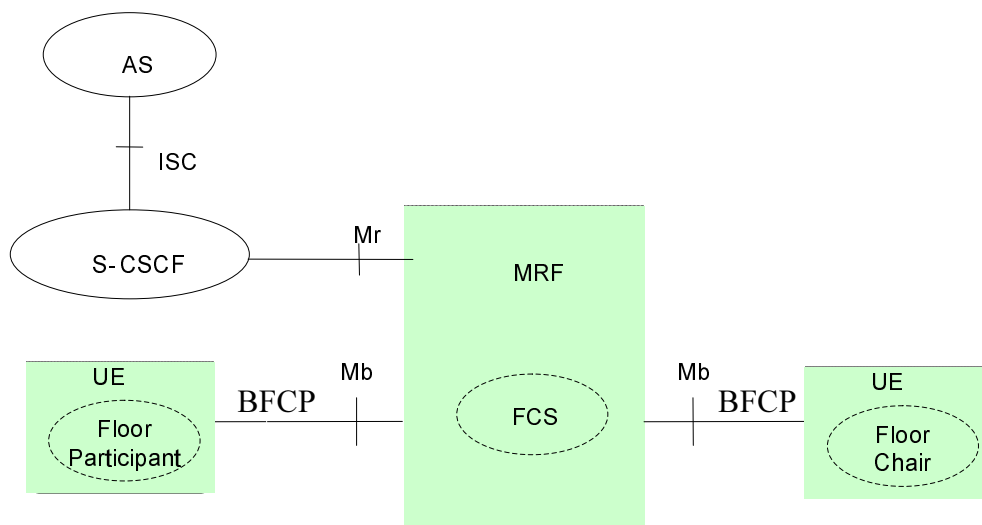 AS
ISC
S-CSCF
Mr
MRF
UE
BFCP
Mb
Floor
Participant
FCS
Mb
BFCP
UE
Floor
Chair